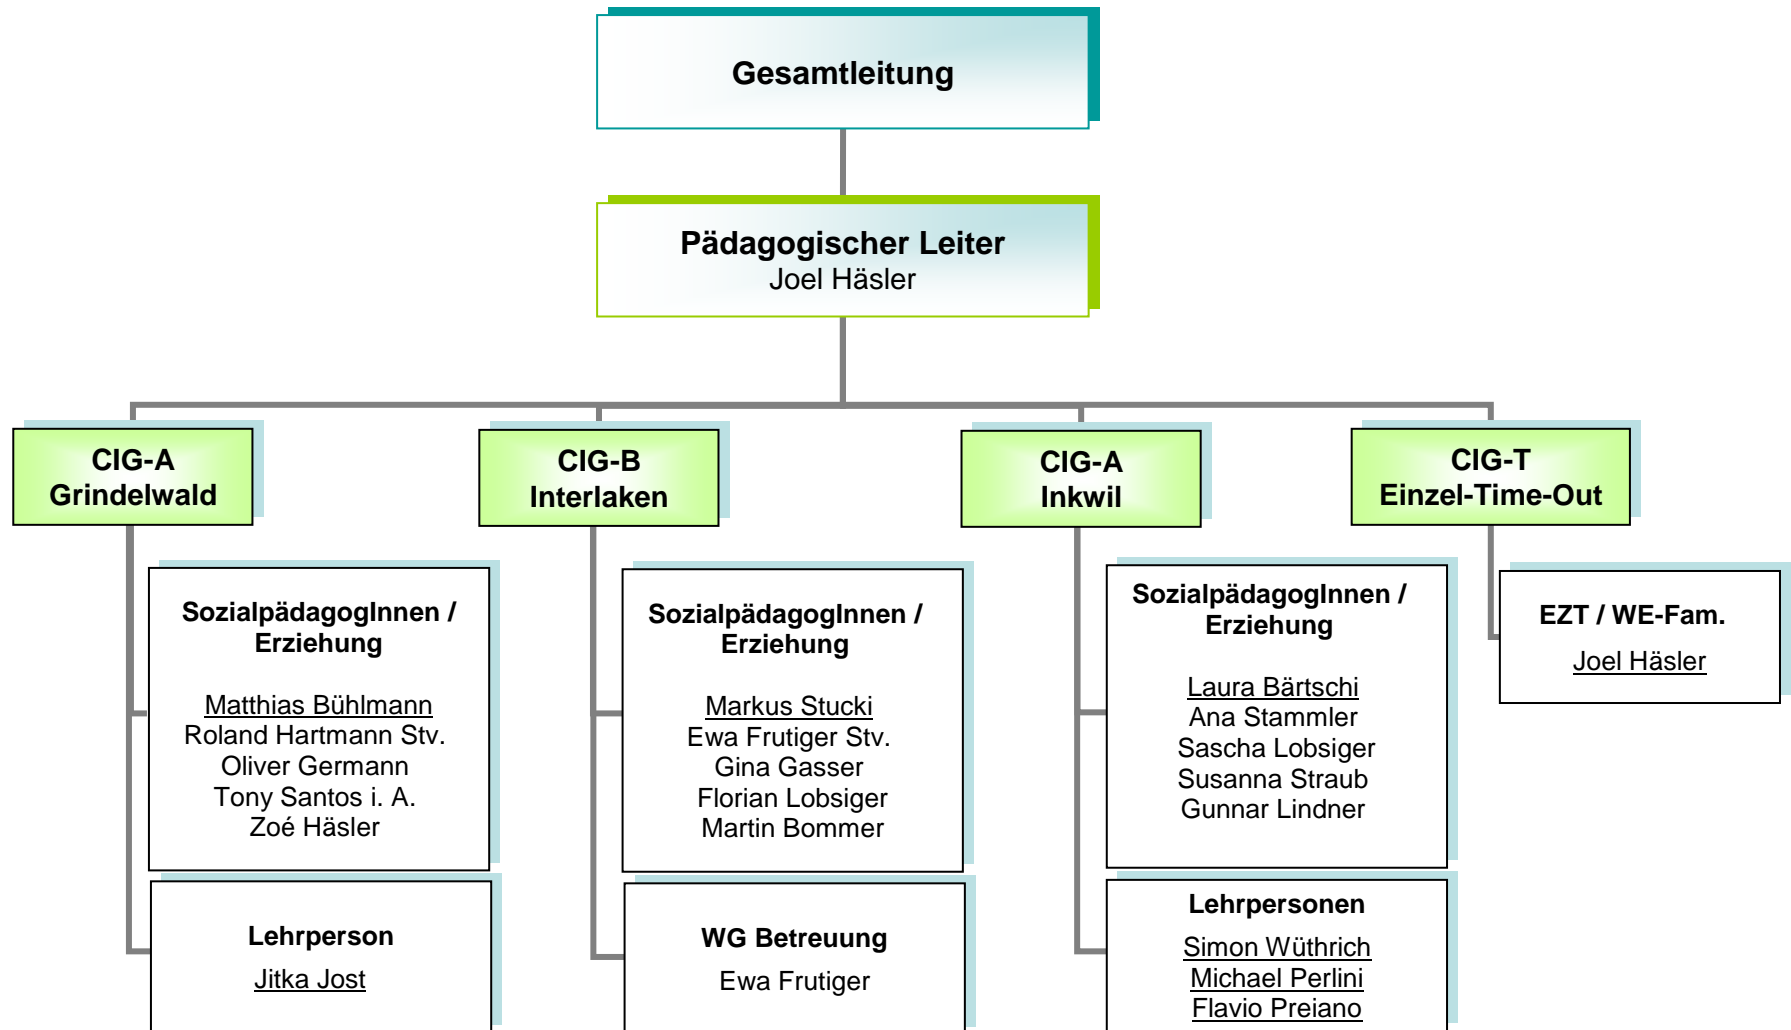 Gesamtleitung
Pädagogischer Leiter
Joel Häsler
CIG-A
Grindelwald
CIG-B
Interlaken
CIG-A
Inkwil
CIG-T
Einzel-Time-Out
SozialpädagogInnen /
Erziehung
Matthias Bühlmann
Roland Hartmann Stv.
Oliver Germann
Tony Santos i. A.
Zoé Häsler
SozialpädagogInnen /
Erziehung
Markus Stucki
Ewa Frutiger Stv.
Gina Gasser
Florian Lobsiger
Martin Bommer
SozialpädagogInnen /
Erziehung
Laura Bärtschi
Ana Stammler
Sascha Lobsiger
Susanna Straub
Gunnar Lindner
EZT / WE-Fam.
Joel Häsler
Lehrperson
Jitka Jost
WG Betreuung
Ewa Frutiger
Lehrpersonen
Simon Wüthrich
Michael Perlini
Flavio Preiano